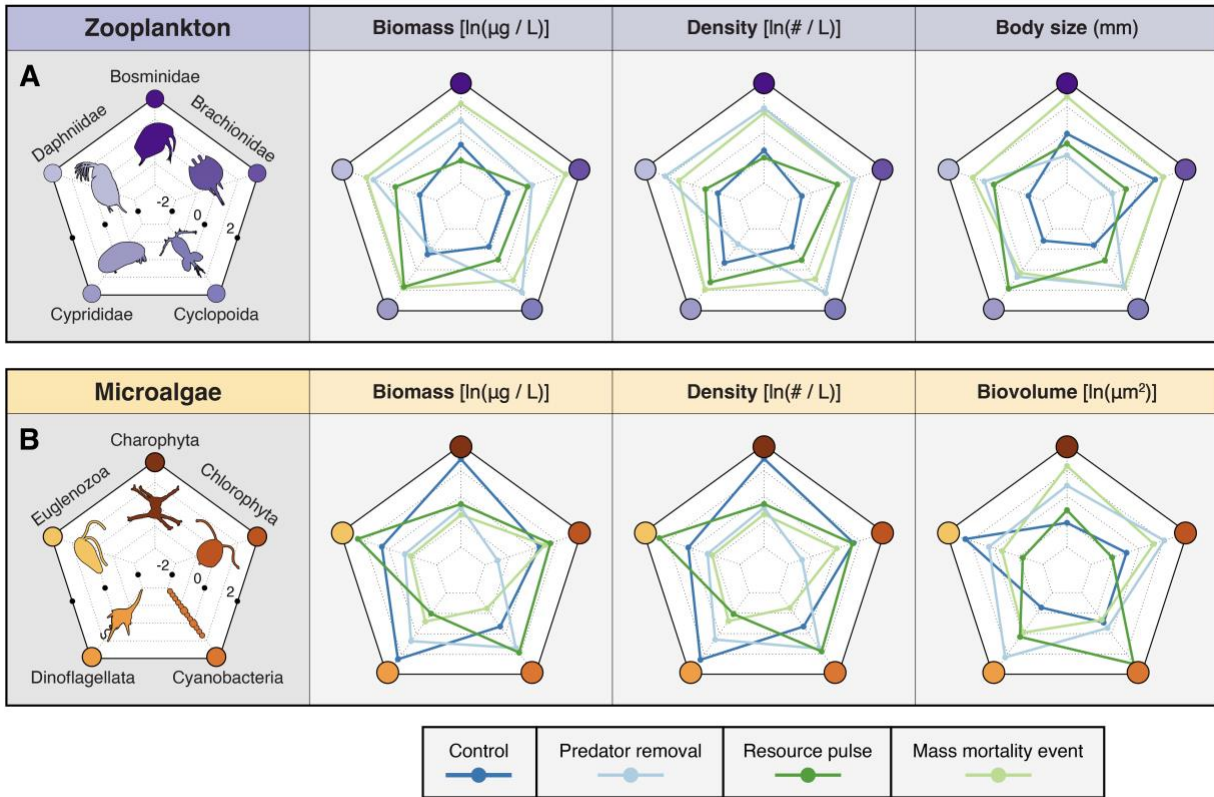 Zooplankton
Biomass [ln(µg / L)]
Density [ln(# / L)]
Body size (mm)
A
Bosminidae
Daphniidae
Brachionidae
-2
0
2
Cyprididae
Cyclopoida
Microalgae
Biomass [ln(µg / L)]
Density [ln(# / L)]
Biovolume [ln(µm²)]
B
Charophyta
Euglenozoa
Chlorophyta
-2
0
2
Dinoflagellata
Cyanobacteria
Control
Predator removal
Resource pulse
Mass mortality event